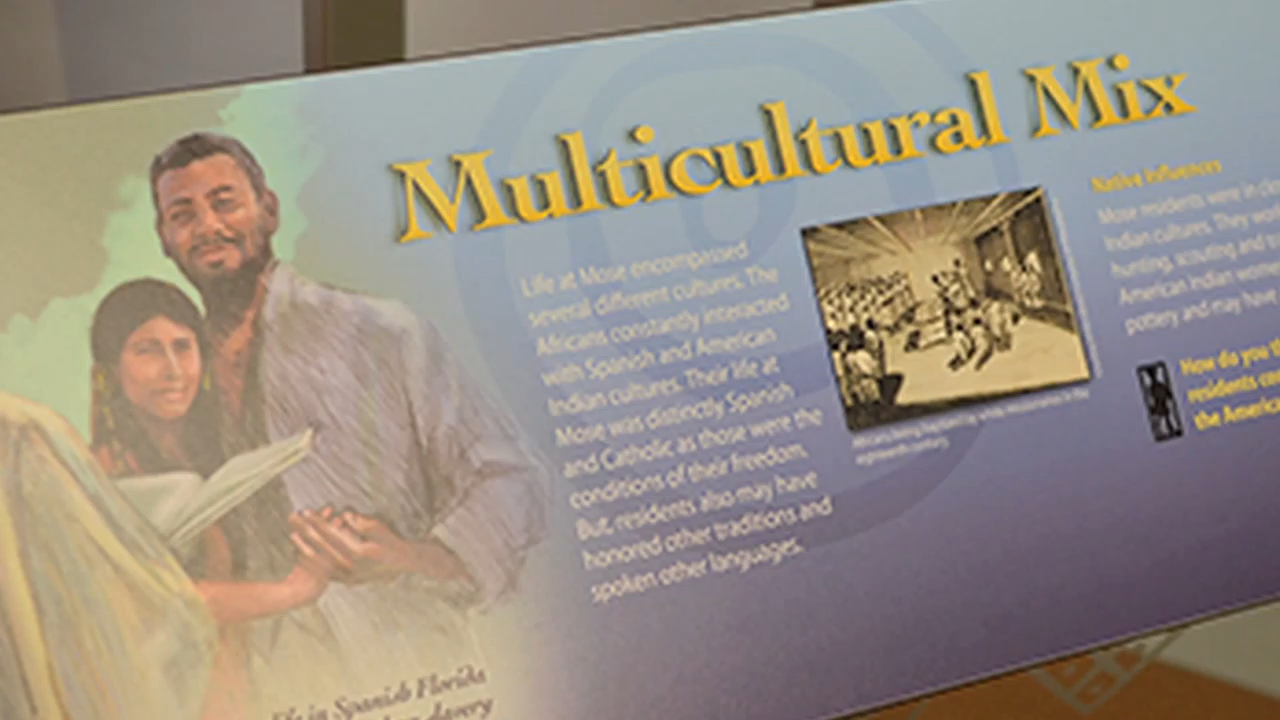 Multicultural Mix
Life at Mose encompassed
several different cultures. The
Africans constantly interacted
with Spanish and American
Indian cultures. Their life at
Mose was distinctly Spanish
and Catholic as those were the
conditions of their freedom.
But, residents also may have
honored other traditions and
spoken other languages.
eighteenth century.
Native Influences
Mose residents were in
Indian cultures. They
hunting, scouting and
American Indian
pottery and may have
How do you
residents
the
life in Spanish Florida
slavery